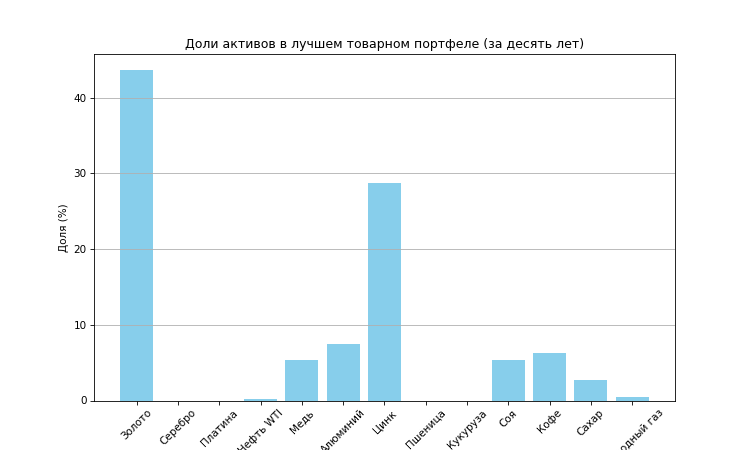 Доли активов в лучшем товарном портфеле (за десять лет)
Доля (%)
40
30
20
10
0
Золото
Серебро
Платина
Нефть WTI
Медь
Алюминий
Цинк
Пшеница
Кукуруза
Соя
Кофе
Сахар
газ